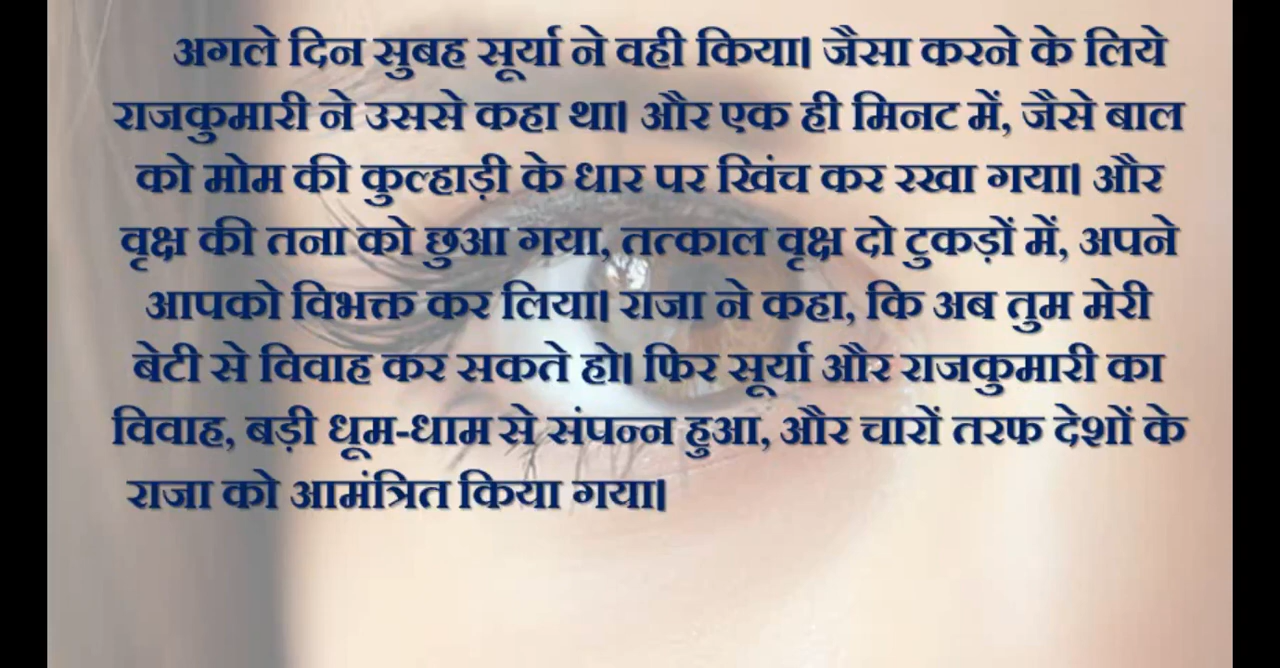 अगले दिन सुबह सूर्या ने वही किया। जैसा करने के लिये
राजकुमारी ने उससे कहा था। और एक ही मिनट में, जैसे बाल
को मोम की कुल्हाड़ी के धार पर खिंच कर रखा गया। और
वृक्ष की तना को छुआ गया, तत्काल वृक्ष दो टुकड़ों में, अपने
आपको विभक्त कर लिया। राजा ने कहा, कि अब तुम मेरी
बेटी से विवाह कर सकते हो। फिर सूर्या और राजकुमारी का
विवाह, बड़ी धूम-धाम से संपन्न हुआ, और चारों तरफ देशों के
राजा को आमंत्रित किया गया।